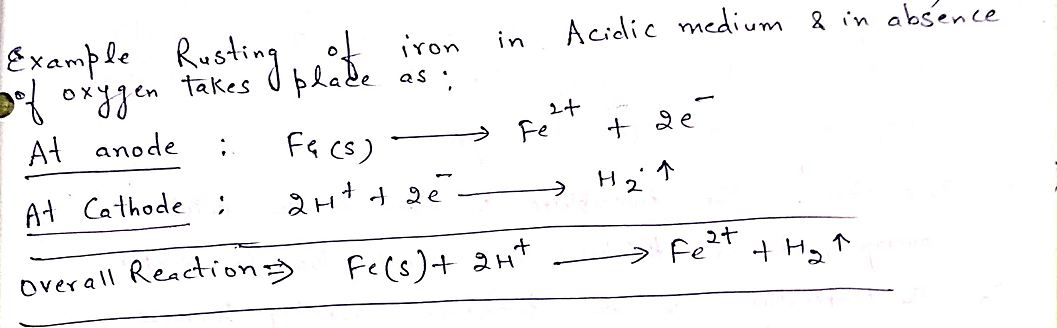 Example Rusting of iron in Acidic medium & in absence
of oxygen takes place as ;
At anode : Fe (s) ⟶ Fe²⁺ + 2e⁻
At Cathode : 2H⁺ + 2e⁻ ⟶ H₂ ↑
Overall Reaction ⇒ Fe(s) + 2H⁺ ⟶ Fe²⁺ + H₂ ↑